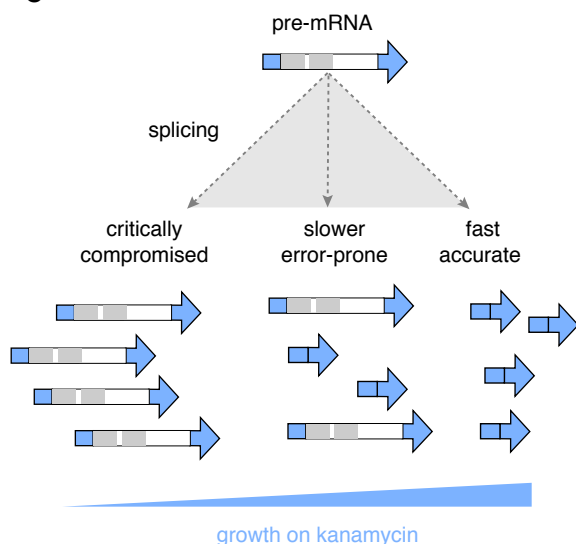 pre-mRNA
splicing
critically
compromised
slower
error-prone
fast
accurate
growth on kanamycin